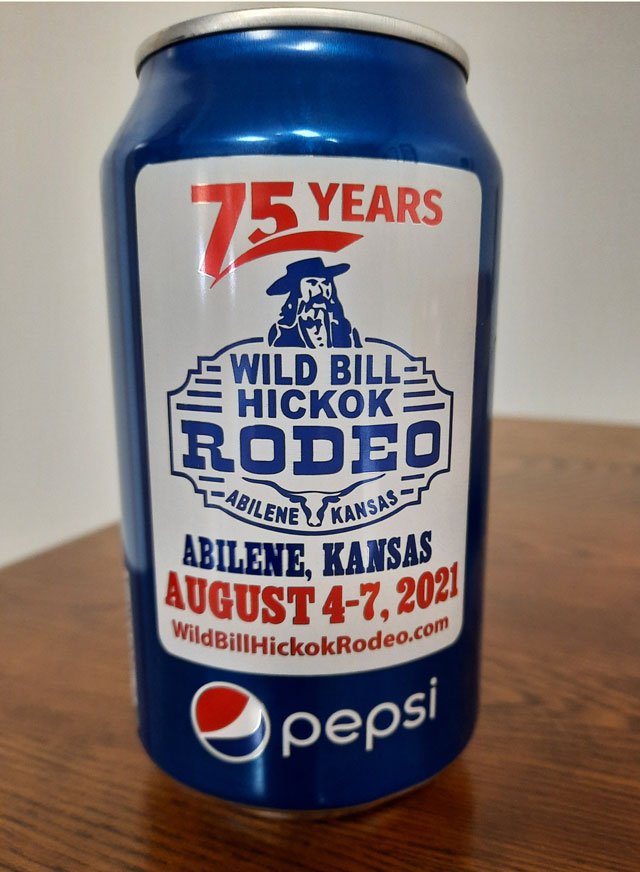 75 YEARS
WILD BILL
HICKOK
RODEO
ABILENE KANSAS
ABILENE, KANSAS
AUGUST 4-7, 2021
WildBillHickokRodeo.com
pepsi